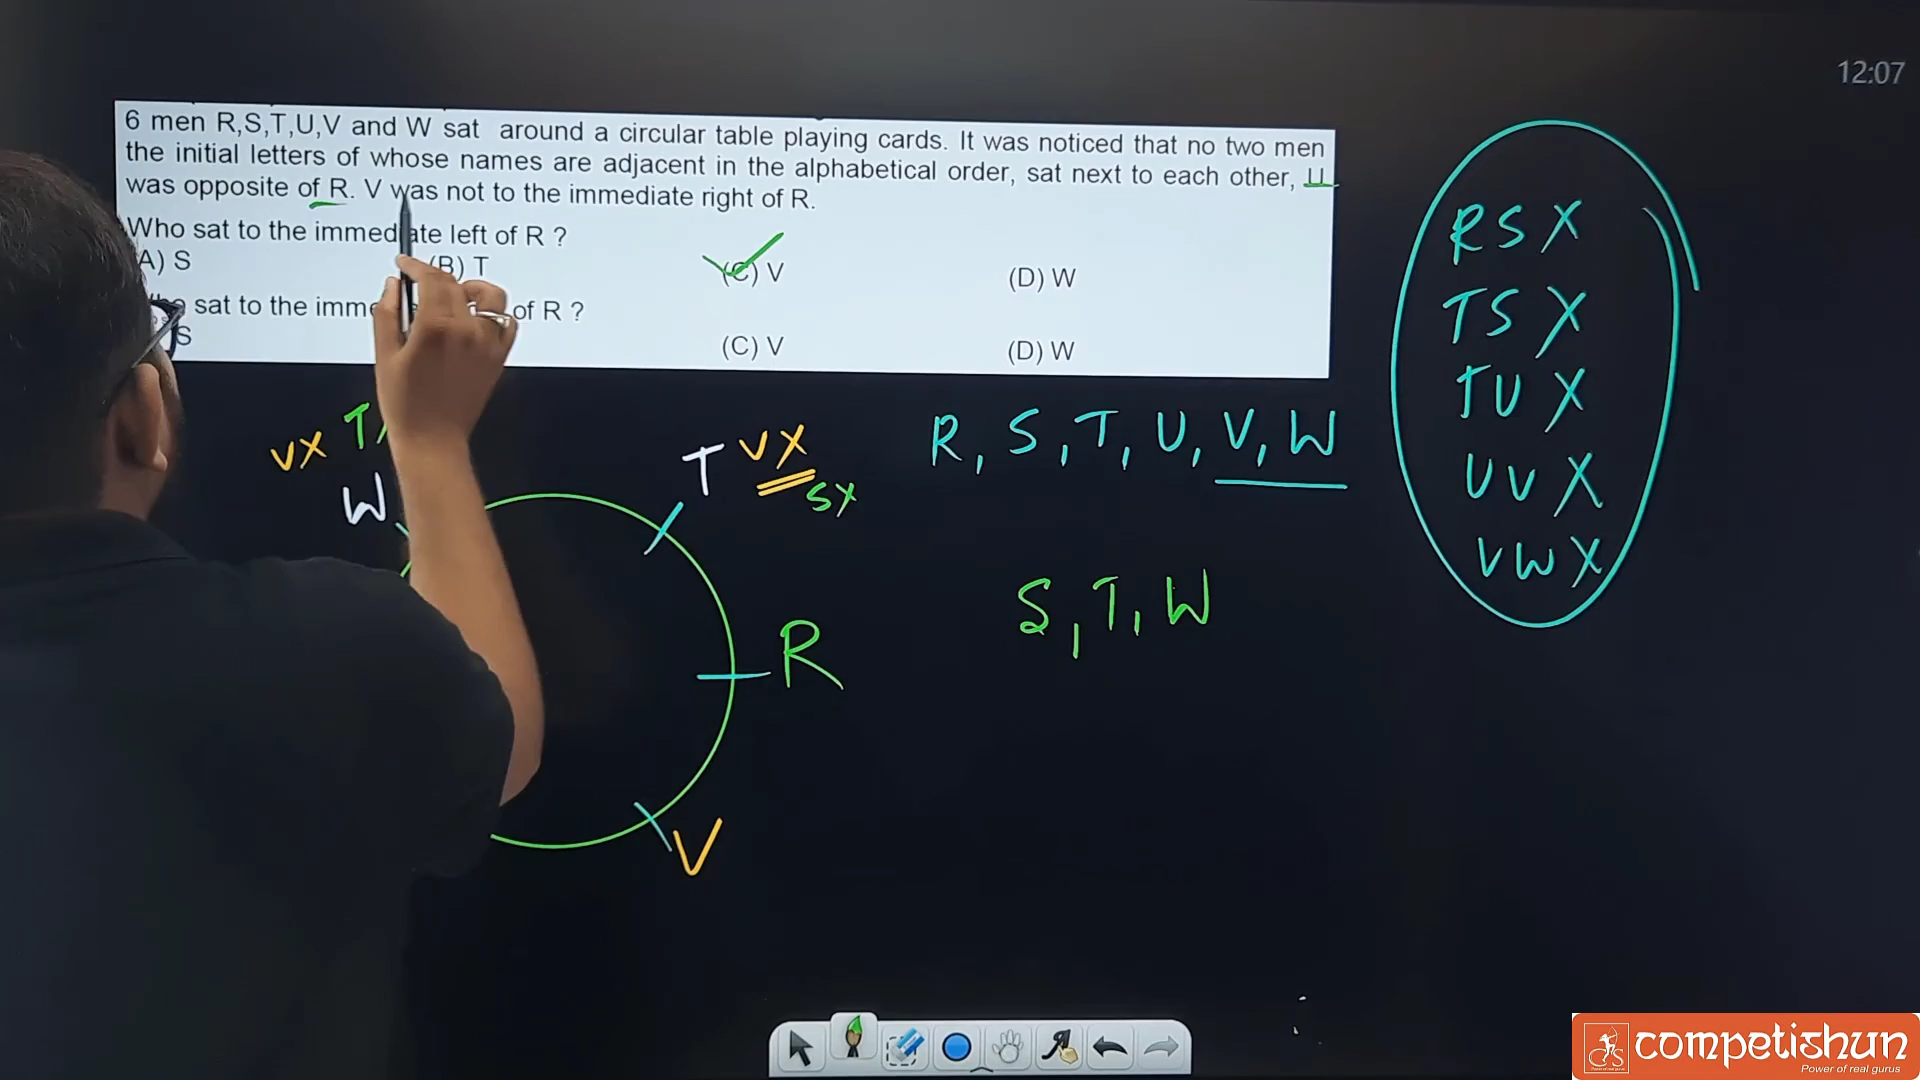 12:07
6 men R,S,T,U,V and W sat around a circular table playing cards. It was noticed that no two men
the initial letters of whose names are adjacent in the alphabetical order, sat next to each other, U
was opposite of R. V was not to the immediate right of R.
Who sat to the immediate left of R ?
A) S (B) T (C) V (D) W
sat to the imm of R ?
S (C) V (D) W
VX T T VX R, S, T, U, V, W
W SX
S, T, W
R
V
RS X
TS X
TU X
UV X
VW X
competishun
Power of real gurus